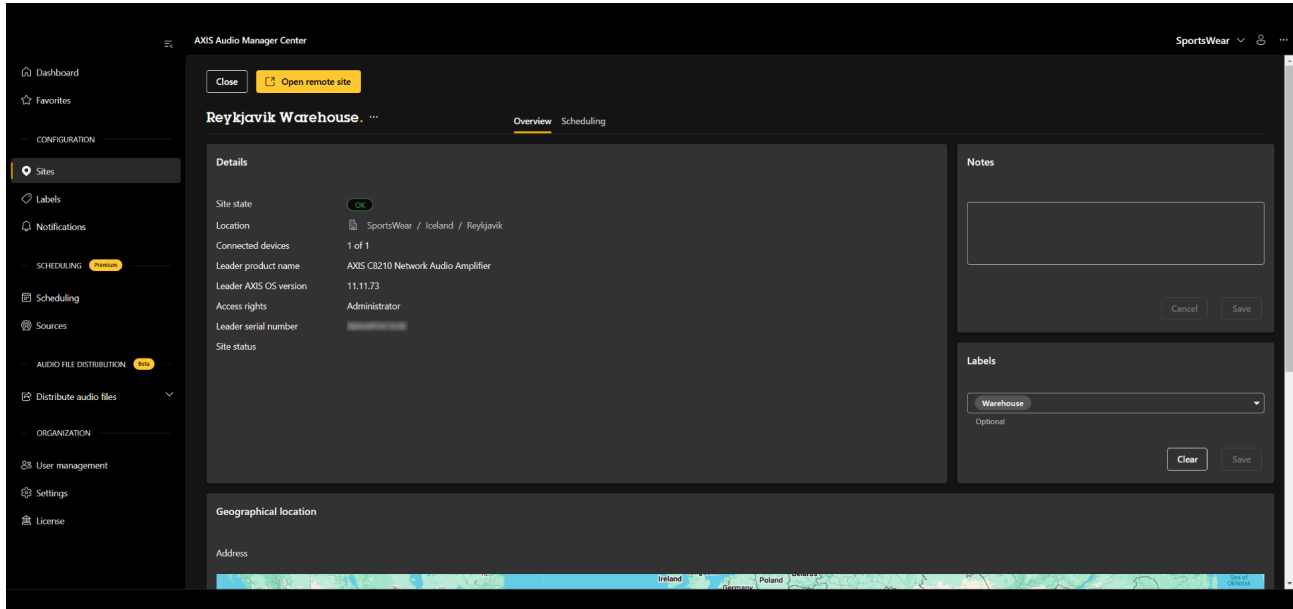 AXIS Audio Manager Center
SportsWear
Dashboard
Favorites
CONFIGURATION
Sites
Labels
Notifications
SCHEDULING Premium
Scheduling
Sources
AUDIO FILE DISTRIBUTION Beta
Distribute audio files
ORGANIZATION
User management
Settings
License
Close
Open remote site
Reykjavik Warehouse. ...
Overview Scheduling
Details
Site state OK
Location SportsWear / Iceland / Reykjavik
Connected devices 1 of 1
Leader product name AXIS C8210 Network Audio Amplifier
Leader AXIS OS version 11.11.73
Access rights Administrator
Leader serial number
Site status
Notes
Cancel Save
Labels
Warehouse
Optional
Clear Save
Geographical location
Address
Ireland
Poland
Germany
Sea of
Okhotsk